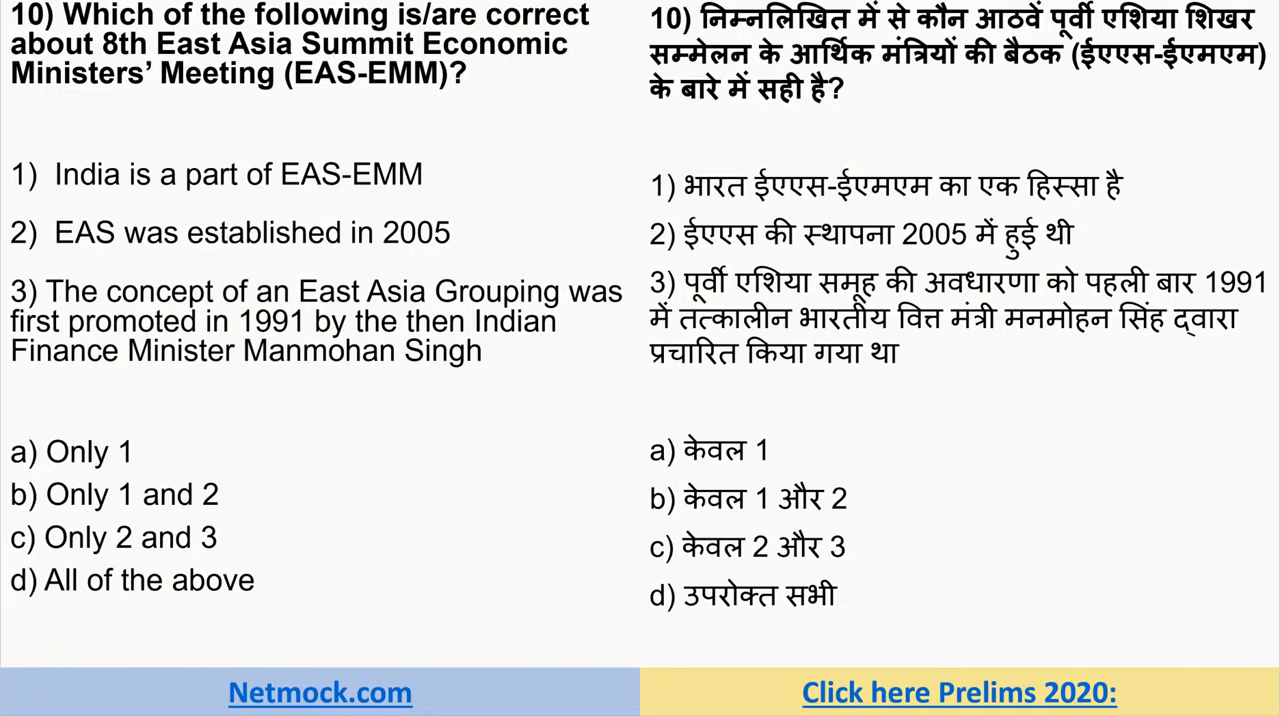 10) Which of the following is/are correct
about 8th East Asia Summit Economic
Ministers’ Meeting (EAS-EMM)?
1) India is a part of EAS-EMM
2) EAS was established in 2005
3) The concept of an East Asia Grouping was
first promoted in 1991 by the then Indian
Finance Minister Manmohan Singh
a) Only 1
b) Only 1 and 2
c) Only 2 and 3
d) All of the above
Netmock.com
10) निम्नलिखित में से कौन आठवें पूर्वी एशिया शिखर
सम्मेलन के आर्थिक मंत्रियों की बैठक (ईएएस-ईएमएम)
के बारे में सही है?
1) भारत ईएएस-ईएमएम का एक हिस्सा है
2) ईएएस की स्थापना 2005 में हुई थी
3) पूर्वी एशिया समूह की अवधारणा को पहली बार 1991
में तत्कालीन भारतीय वित्त मंत्री मनमोहन सिंह द्वारा
प्रचारित किया गया था
a) केवल 1
b) केवल 1 और 2
c) केवल 2 और 3
d) उपरोक्त सभी
Click here Prelims 2020: